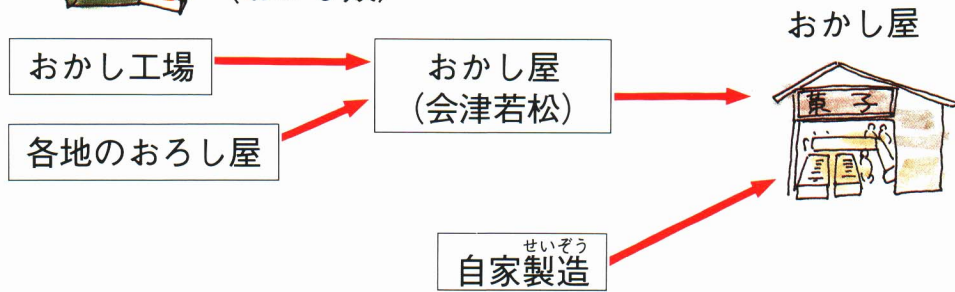 おかし屋
おかし工場
おかし屋
(会津若松)
各地のおろし屋
菓子
せいぞう
自家製造